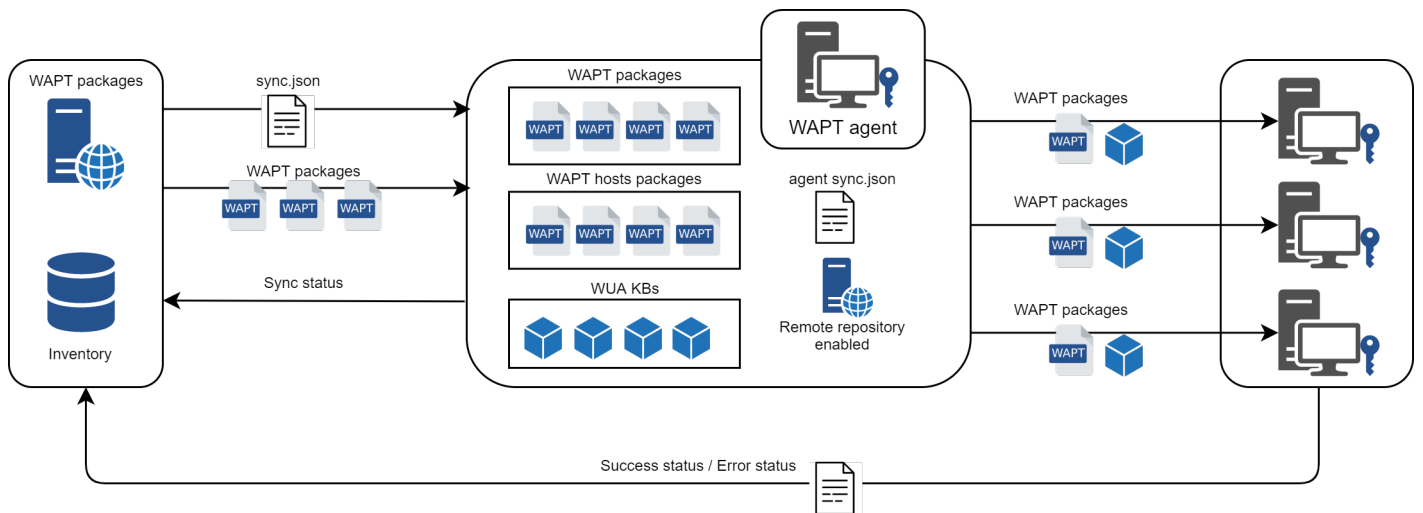 WAPT packages
Inventory
sync.json
WAPT packages
WAPT
WAPT
WAPT
Sync status
WAPT packages
WAPT
WAPT
WAPT
WAPT
WAPT hosts packages
WAPT
WAPT
WAPT
WAPT
WUA KBs
WAPT agent
agent sync.json
Remote repository
enabled
WAPT packages
WAPT
WAPT packages
WAPT
WAPT packages
WAPT
Success status / Error status